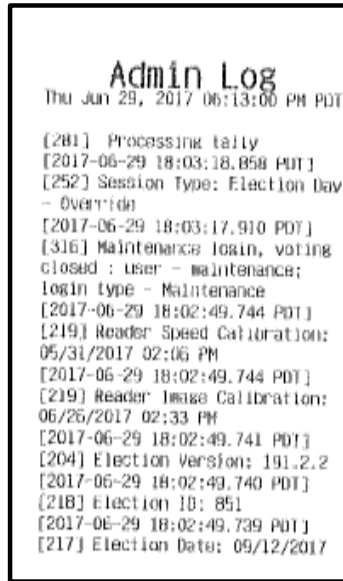 Admin Log
Thu Jun 29, 2017 06:13:00 PM PDT
[281] Processing tally
[2017-06-29 18:03:18.858 PDT]
[252] Session Type: Election Day
- Override
[2017-06-29 18:03:17.910 PDT]
[316] Maintenance login, voting
closed : user - maintenance;
login type - Maintenance
[2017-06-29 18:02:49.744 PDT]
[219] Reader Speed Calibration:
05/31/2017 02:06 PM
[2017-06-29 18:02:49.744 PDT]
[219] Reader Image Calibration:
06/26/2017 02:33 PM
[2017-06-29 18:02:49.741 PDT]
[204] Election Version: 191.2.2
[2017-06-29 18:02:49.740 PDT]
[218] Election ID: 851
[2017-06-29 18:02:49.739 PDT]
[217] Election Date: 09/12/2017